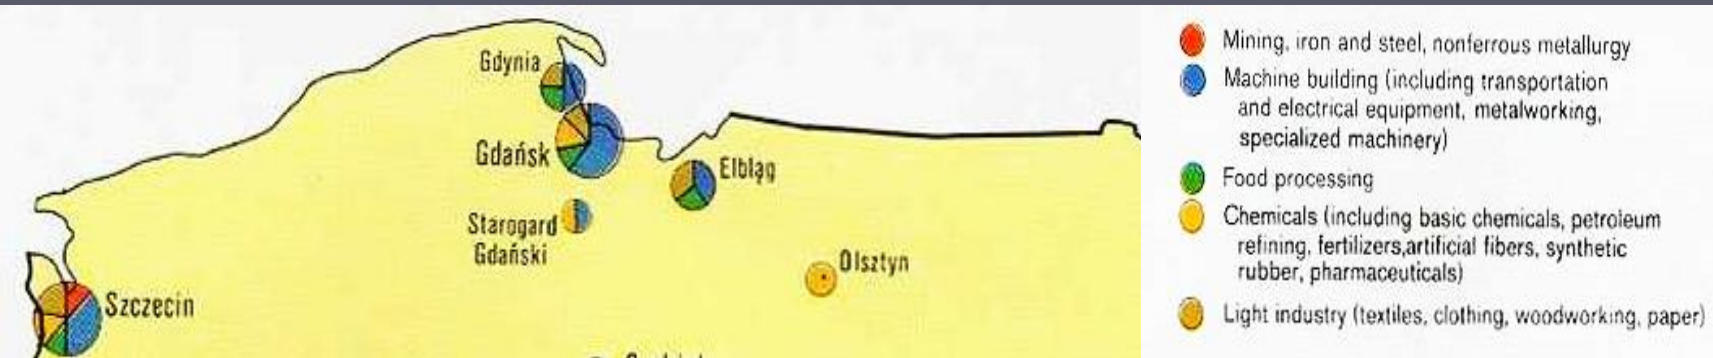 Gdynia
Gdańsk
Elbląg
Starogard
Gdański
Olsztyn
Szczecin
Mining, iron and steel, nonferrous metallurgy
Machine building (including transportation
and electrical equipment, metalworking,
specialized machinery)
Food processing
Chemicals (including basic chemicals, petroleum
refining, fertilizers,artificial fibers, synthetic
rubber, pharmaceuticals)
Light industry (textiles, clothing, woodworking, paper)